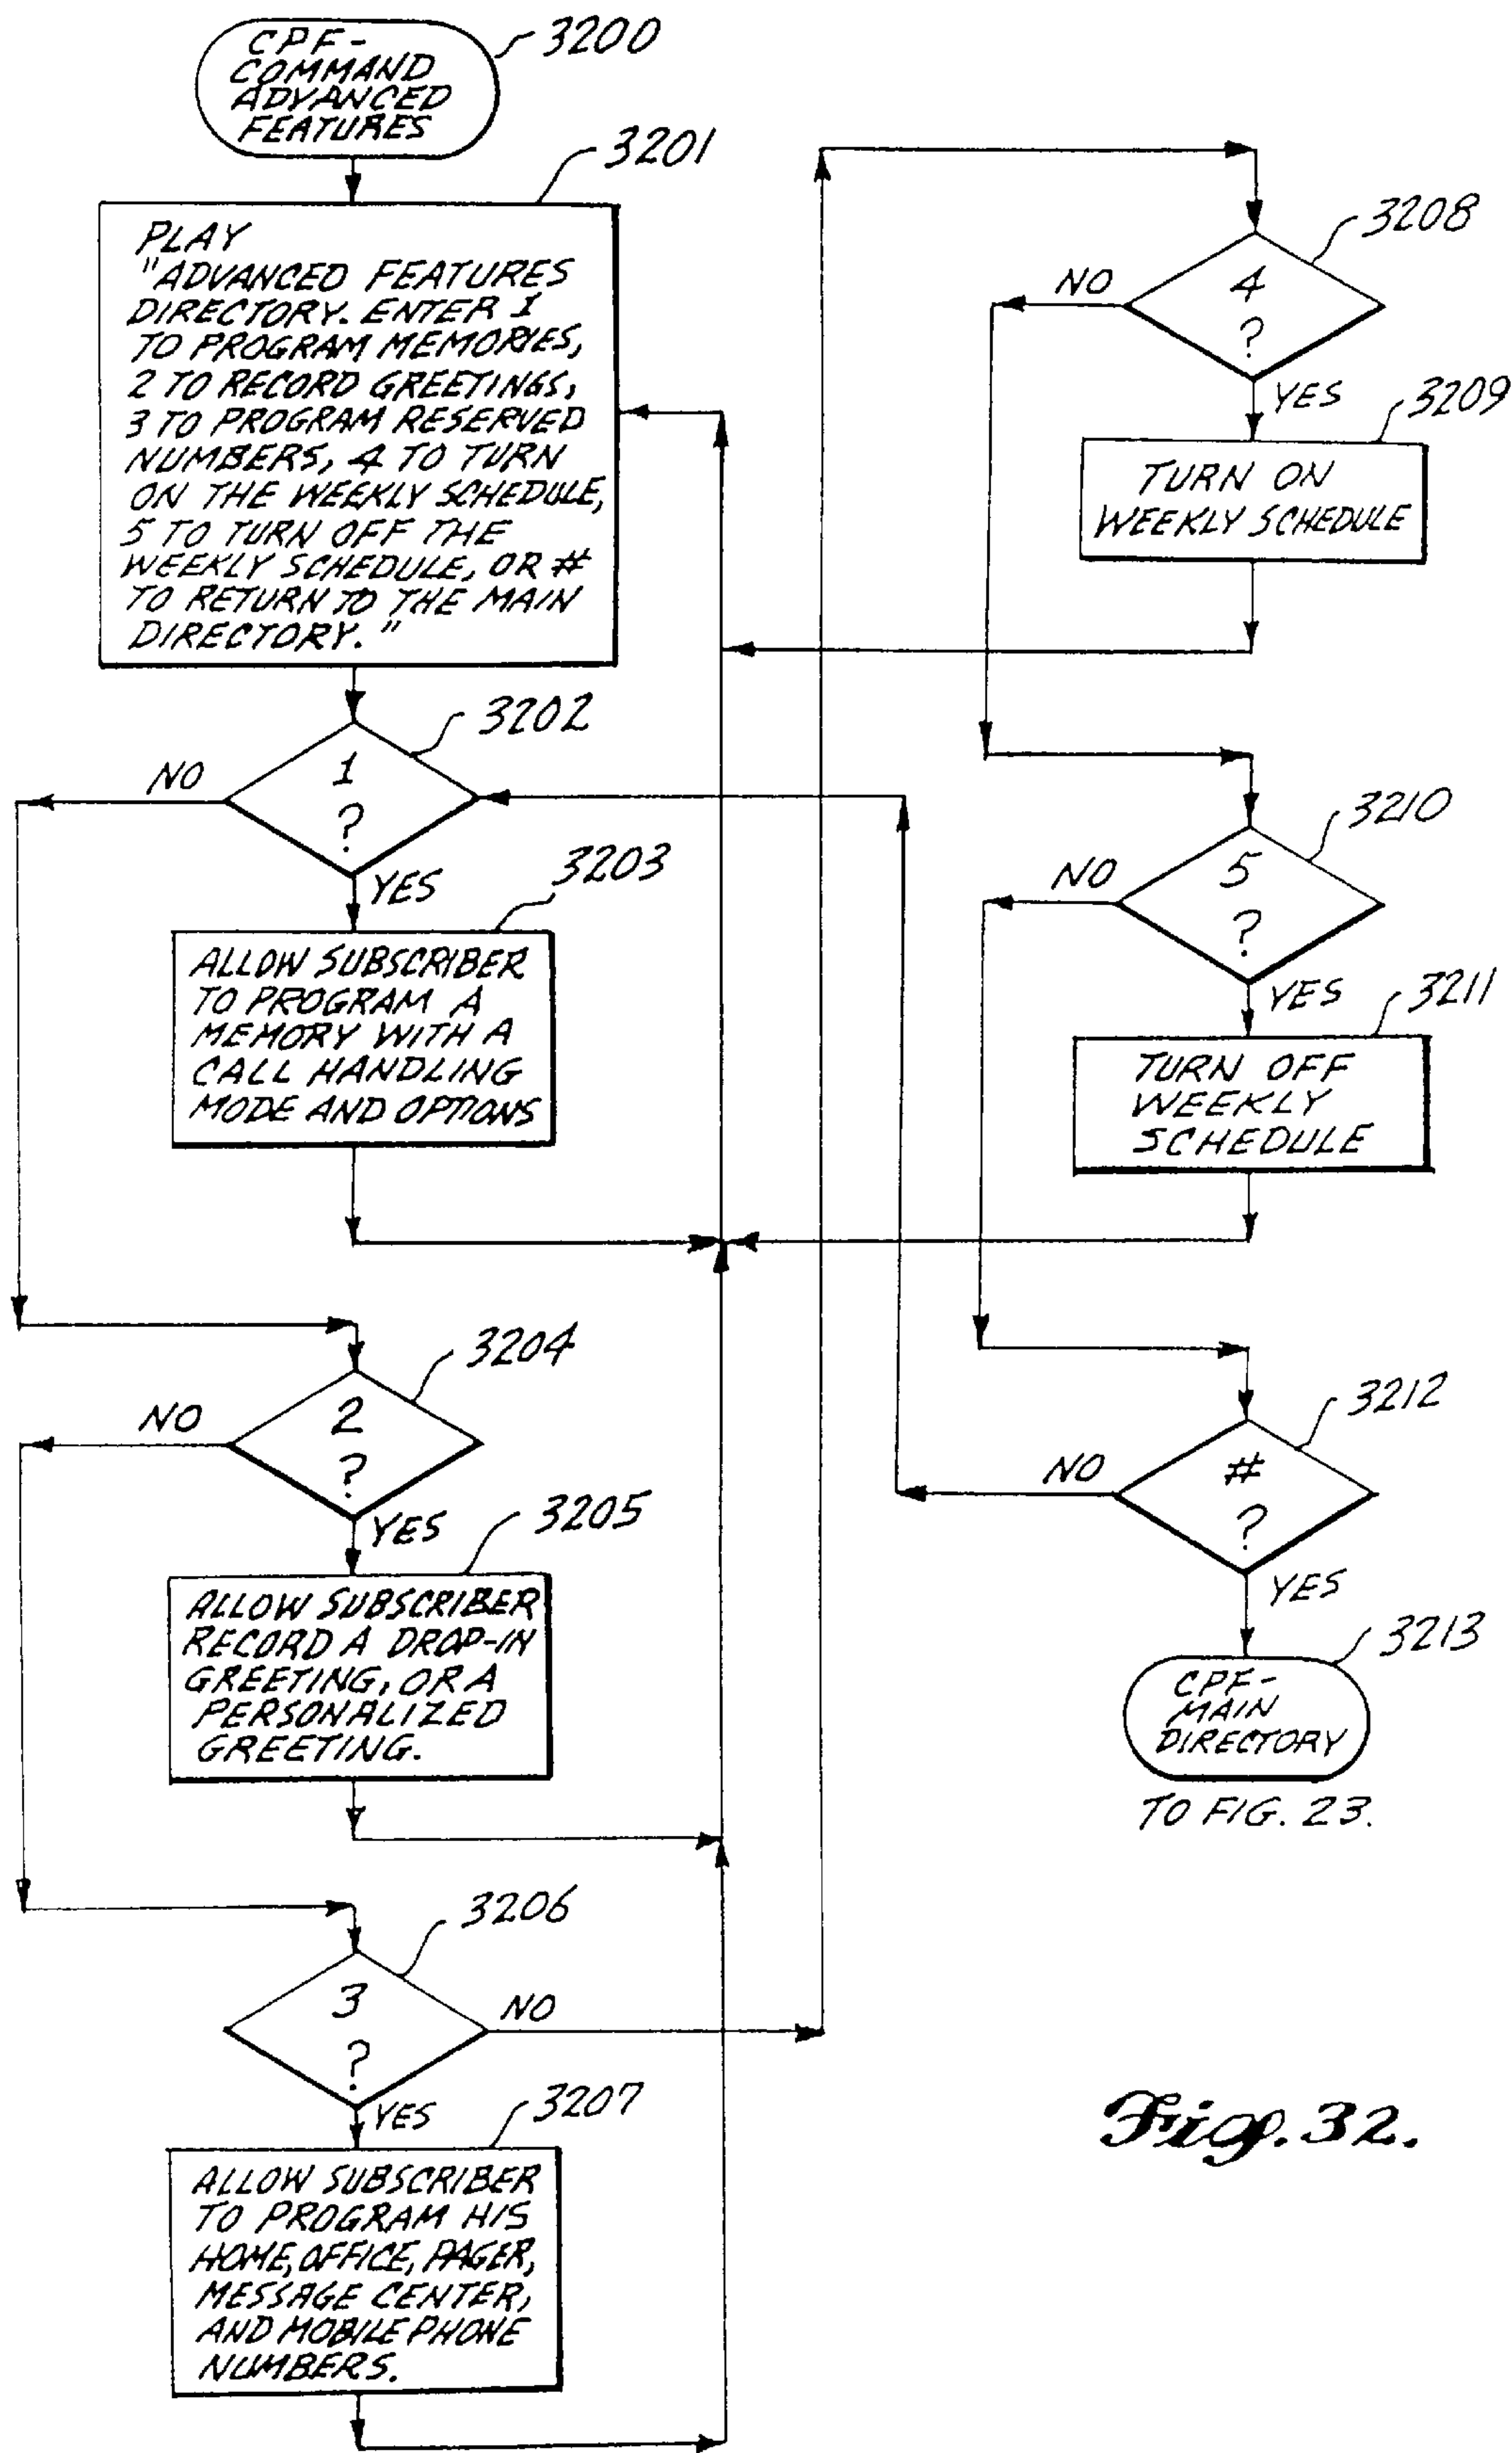 CPF-
COMMAND
ADVANCED
FEATURES
3200
3201
PLAY
"ADVANCED FEATURES
DIRECTORY. ENTER 1
TO PROGRAM MEMORIES,
2 TO RECORD GREETINGS,
3 TO PROGRAM RESERVED
NUMBERS, 4 TO TURN
ON THE WEEKLY SCHEDULE,
5 TO TURN OFF THE
WEEKLY SCHEDULE, OR #
TO RETURN TO THE MAIN
DIRECTORY."
3202
NO
1
?
YES
3203
ALLOW SUBSCRIBER
TO PROGRAM A
MEMORY WITH A
CALL HANDLING
MODE AND OPTIONS
3204
NO
2
?
YES
3205
ALLOW SUBSCRIBER
RECORD A DROP-IN
GREETING, OR A
PERSONALIZED
GREETING.
3206
3
?
NO
YES
3207
ALLOW SUBSCRIBER
TO PROGRAM HIS
HOME, OFFICE, PAGER,
MESSAGE CENTER,
AND MOBILE PHONE
NUMBERS.
3208
NO
4
?
YES
3209
TURN ON
WEEKLY SCHEDULE
3210
NO
5
?
YES
3211
TURN OFF
WEEKLY
SCHEDULE
3212
NO
#
?
YES
3213
CPF-
MAIN
DIRECTORY
TO FIG. 23.
Fig. 32.